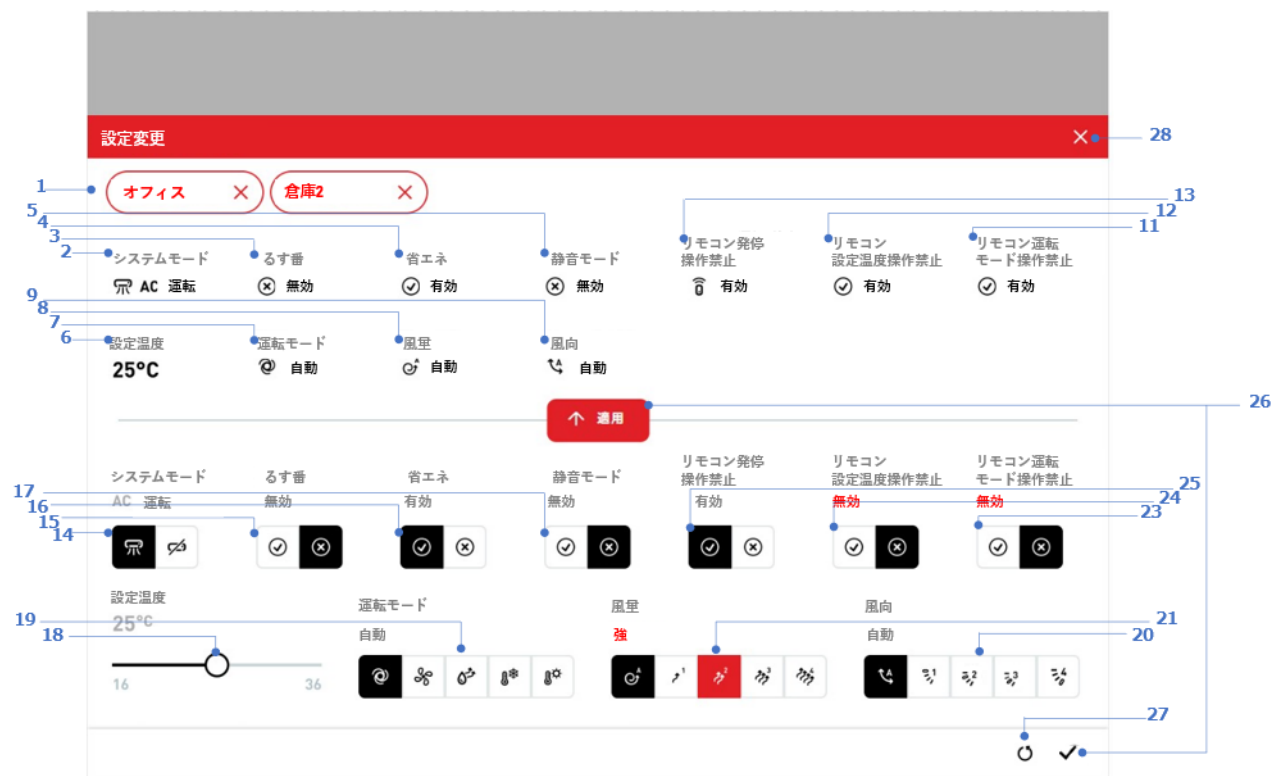 設定変更
28
1
オフィス
倉庫2
5
4
3
2
13
12
11
システムモード
るす番
省エネ
静音モード
リモコン発停
操作禁止
リモコン
設定温度操作禁止
リモコン運転
モード操作禁止
AC 運転
無効
有効
無効
有効
有効
有効
9
8
7
6
設定温度
運転モード
風量
風向
25°C
自動
自動
自動
適用
26
システムモード
るす番
省エネ
静音モード
リモコン発停
操作禁止
リモコン
設定温度操作禁止
リモコン運転
モード操作禁止
AC 運転
無効
有効
無効
有効
無効
無効
17
16
15
14
25
24
23
設定温度
運転モード
風量
風向
25°C
自動
強
自動
19
18
21
20
16
36
A
1
2
3
4
A
1
2
3
4
27